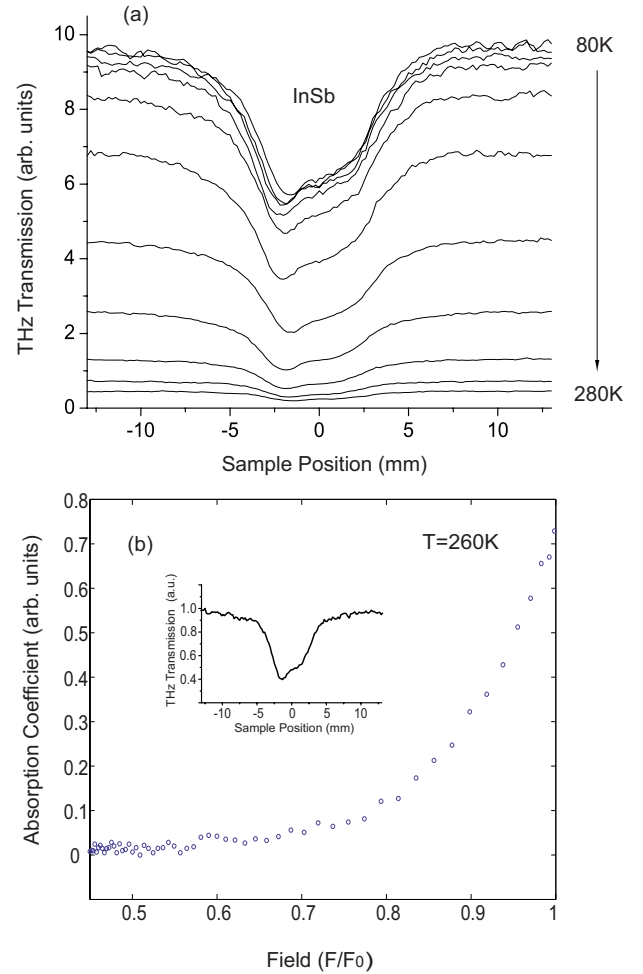 (a)
10
8
6
4
2
0
THz Transmission (arb. units)
InSb
80K
280K
-10 -5 0 5 10
Sample Position (mm)
0.8
0.7
0.6
0.5
0.4
0.3
0.2
0.1
0
Absorption Coefficient (arb. units)
(b)
T=260K
THz Transmission (a.u.)
1.0
0.8
0.6
0.4
0.2
-10 -5 0 5 10
Sample Position (mm)
0.5 0.6 0.7 0.8 0.9 1
Field (F/F0)